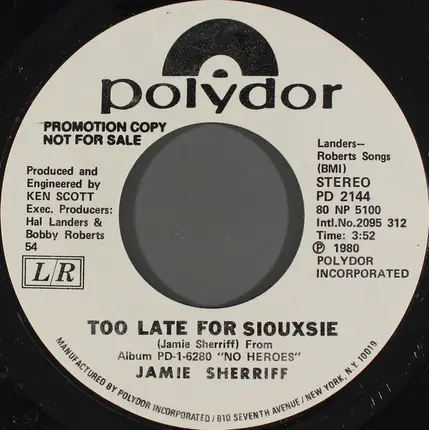 polydor
PROMOTION COPY
NOT FOR SALE
Produced and
Engineered by
KEN SCOTT
Exec. Producers:
Hal Landers &
Bobby Roberts
54
L/R
Landers—
Roberts Songs
(BMI)
STEREO
PD 2144
80 NP 5100
Intl.No.2095 312
Time: 3:52
℗ 1980
POLYDOR
INCORPORATED
TOO LATE FOR SIOUXSIE
(Jamie Sherriff) From
Album PD-1-6280 "NO HEROES"
JAMIE SHERRIFF
MANUFACTURED BY POLYDOR INCORPORATED/810 SEVENTH AVENUE/NEW YORK, N.Y. 10019